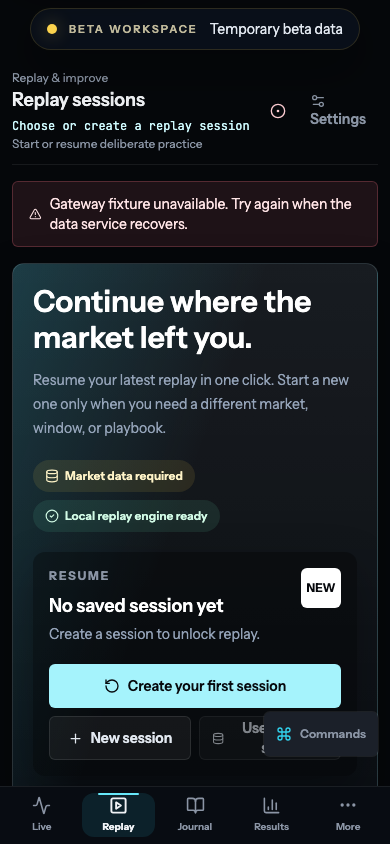 BETA WORKSPACE Temporary beta data
Replay & improve
Replay sessions
Choose or create a replay session
Start or resume deliberate practice
Settings
Gateway fixture unavailable. Try again when the
data service recovers.
Continue where the
market left you.
Resume your latest replay in one click. Start a new
one only when you need a different market,
window, or playbook.
Market data required
Local replay engine ready
RESUME
NEW
No saved session yet
Create a session to unlock replay.
Create your first session
New session
Commands
Live Replay Journal Results More